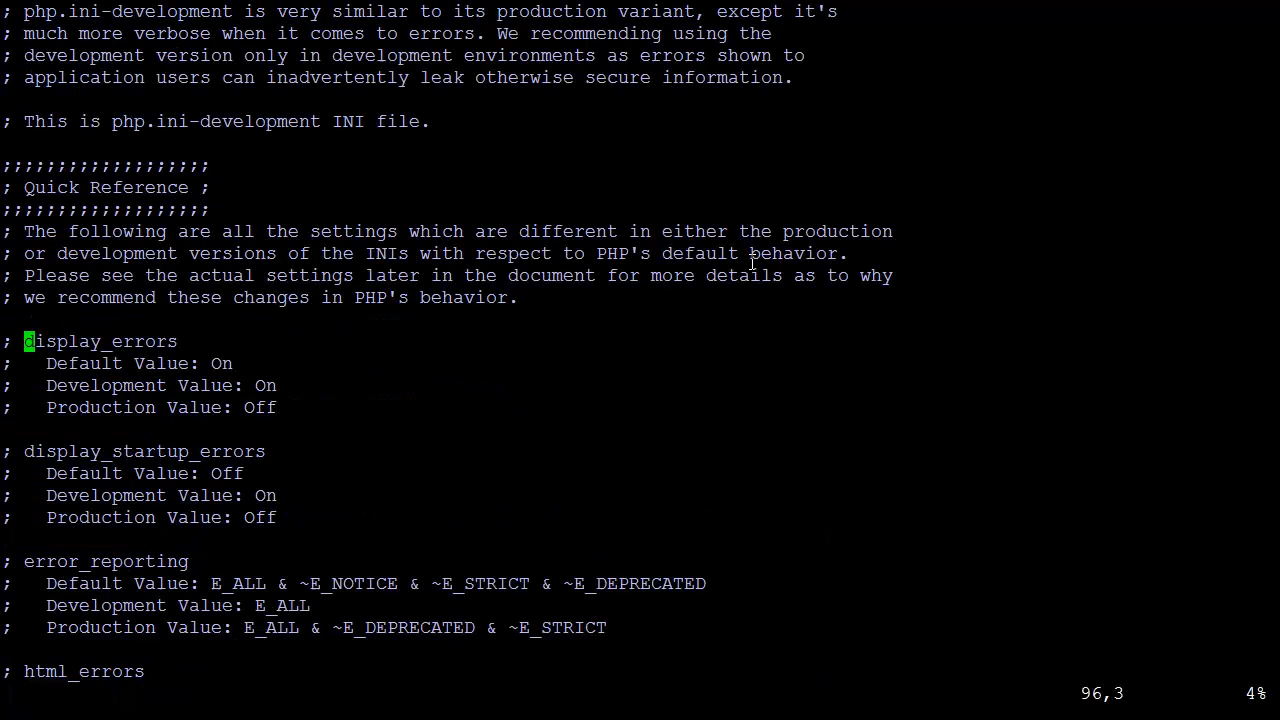 ; php.ini-development is very similar to its production variant, except it's
; much more verbose when it comes to errors. We recommending using the
; development version only in development environments as errors shown to
; application users can inadvertently leak otherwise secure information.
; This is php.ini-development INI file.
;;;;;;;;;;;;;;;;;;;
; Quick Reference ;
;;;;;;;;;;;;;;;;;;;
; The following are all the settings which are different in either the production
; or development versions of the INIs with respect to PHP's default behavior.
; Please see the actual settings later in the document for more details as to why
; we recommend these changes in PHP's behavior.
; display_errors
;   Default Value: On
;   Development Value: On
;   Production Value: Off
; display_startup_errors
;   Default Value: Off
;   Development Value: On
;   Production Value: Off
; error_reporting
;   Default Value: E_ALL & ~E_NOTICE & ~E_STRICT & ~E_DEPRECATED
;   Development Value: E_ALL
;   Production Value: E_ALL & ~E_DEPRECATED & ~E_STRICT
; html_errors
96,3 4%